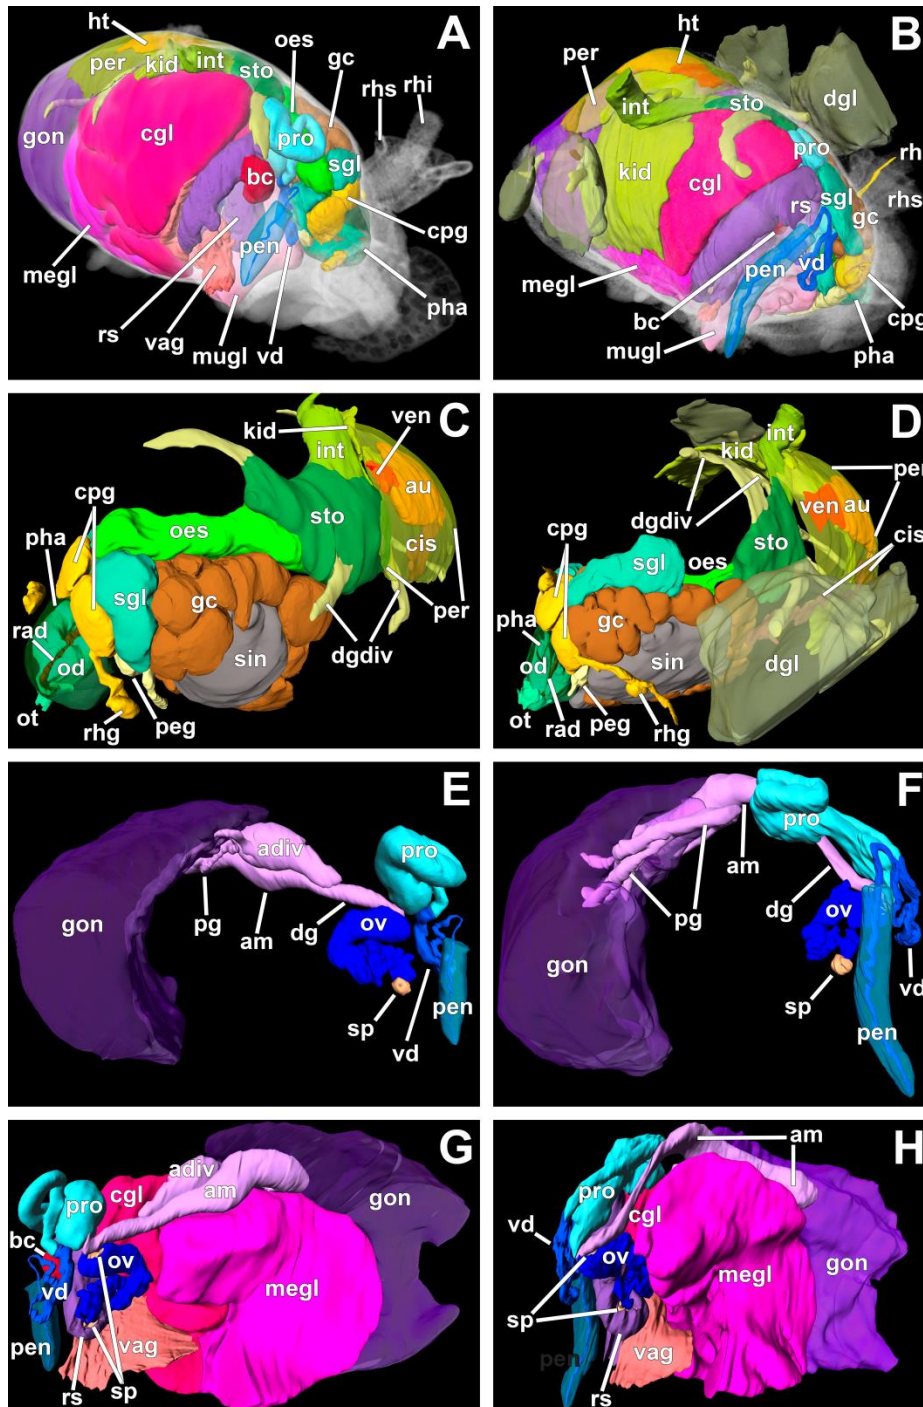 A
ht
oes
gc
per
kid
int
sto
rhs
rhi
gon
cgl
pro
sgl
bc
pen
megl
cpg
rs
vag
mugl
vd
pha
B
ht
per
int
sto
dgl
kid
pro
rh
cgl
sgl
rs
rhs
gc
pen
vd
megl
bc
mugl
cpg
pha
C
kid
int
ven
au
cpg
oes
sto
pha
cis
sgl
gc
per
rad
od
sin
dgdiv
ot
rhg
peg
D
int
kid
per
dgdiv
ven
au
cpg
cis
sgl
oes
sto
pha
gc
od
sin
dgl
ot
rad
peg
rhg
E
adiv
pro
gon
pg
am
dg
ov
sp
vd
pen
F
pro
am
pg
dg
ov
gon
sp
vd
pen
G
adiv
pro
cgl
am
gon
bc
ov
vd
megl
pen
vag
rs
sp
H
am
pro
vd
cgl
ov
gon
megl
sp
vag
pen
rs